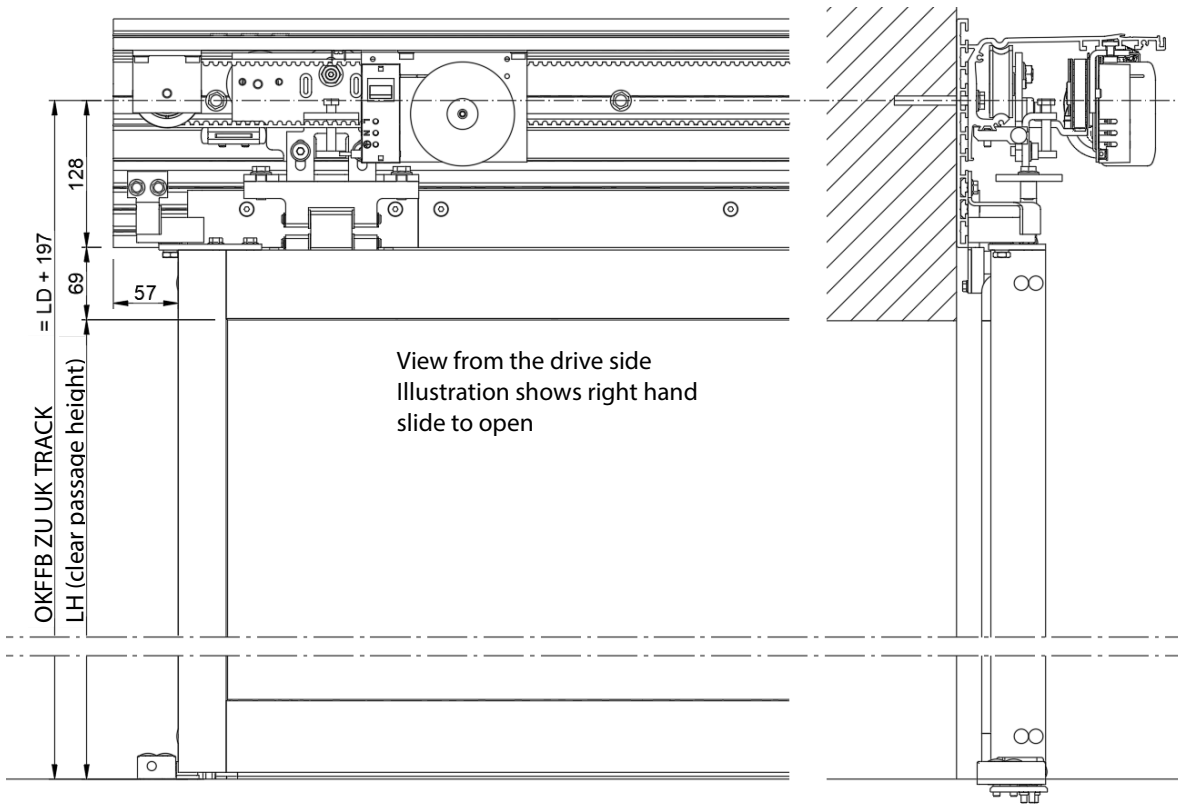 128
= LD + 197
69
57
OKFFB ZU UK TRACK
LH (clear passage height)
View from the drive side
Illustration shows right hand
slide to open
L
N